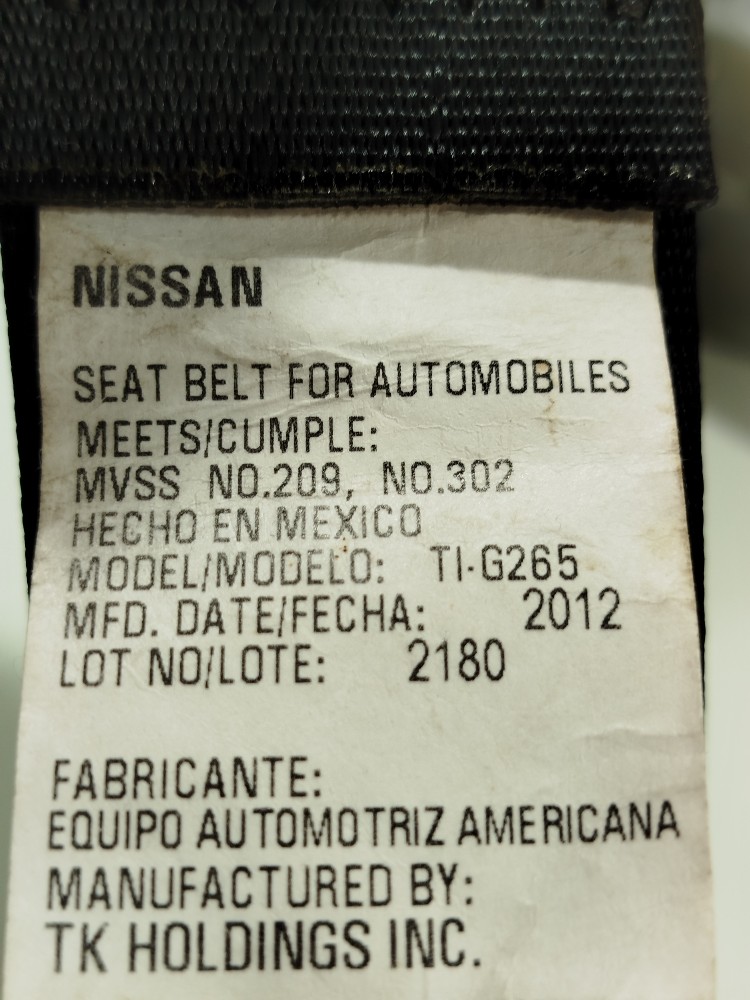 NISSAN
SEAT BELT FOR AUTOMOBILES
MEETS/CUMPLE:
MVSS NO.209, NO.302
HECHO EN MEXICO
MODEL/MODELO: TI-G265
MFD. DATE/FECHA: 2012
LOT NO/LOTE: 2180
FABRICANTE:
EQUIPO AUTOMOTRIZ AMERICANA
MANUFACTURED BY:
TK HOLDINGS INC.